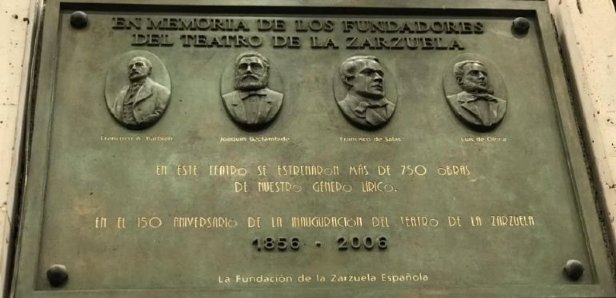 EN MEMORIA DE LOS FUNDADORES
DEL TEATRO DE LA ZARZUELA
Francisco A. Barbieri Joaquín Gaztambide Francisco de Salas Luis de Olona
EN ESTE TEATRO SE ESTRENARON MÁS DE 750 OBRAS
DE NUESTRO GÉNERO LÍRICO.
EN EL 150 ANIVERSARIO DE LA INAUGURACIÓN DEL TEATRO DE LA ZARZUELA
1856 - 2006
La Fundación de la Zarzuela Española